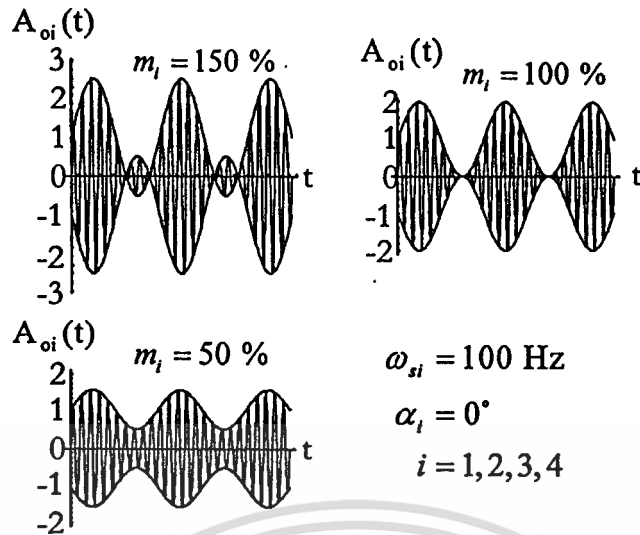 A_oi(t)
m_i = 150 %
3
2
1
0
-1
-2
-3
t
A_oi(t)
m_i = 100 %
2
1
0
-1
-2
t
A_oi(t)
m_i = 50 %
2
1
0
-1
-2
t
ω_si = 100 Hz
α_i = 0°
i = 1, 2, 3, 4